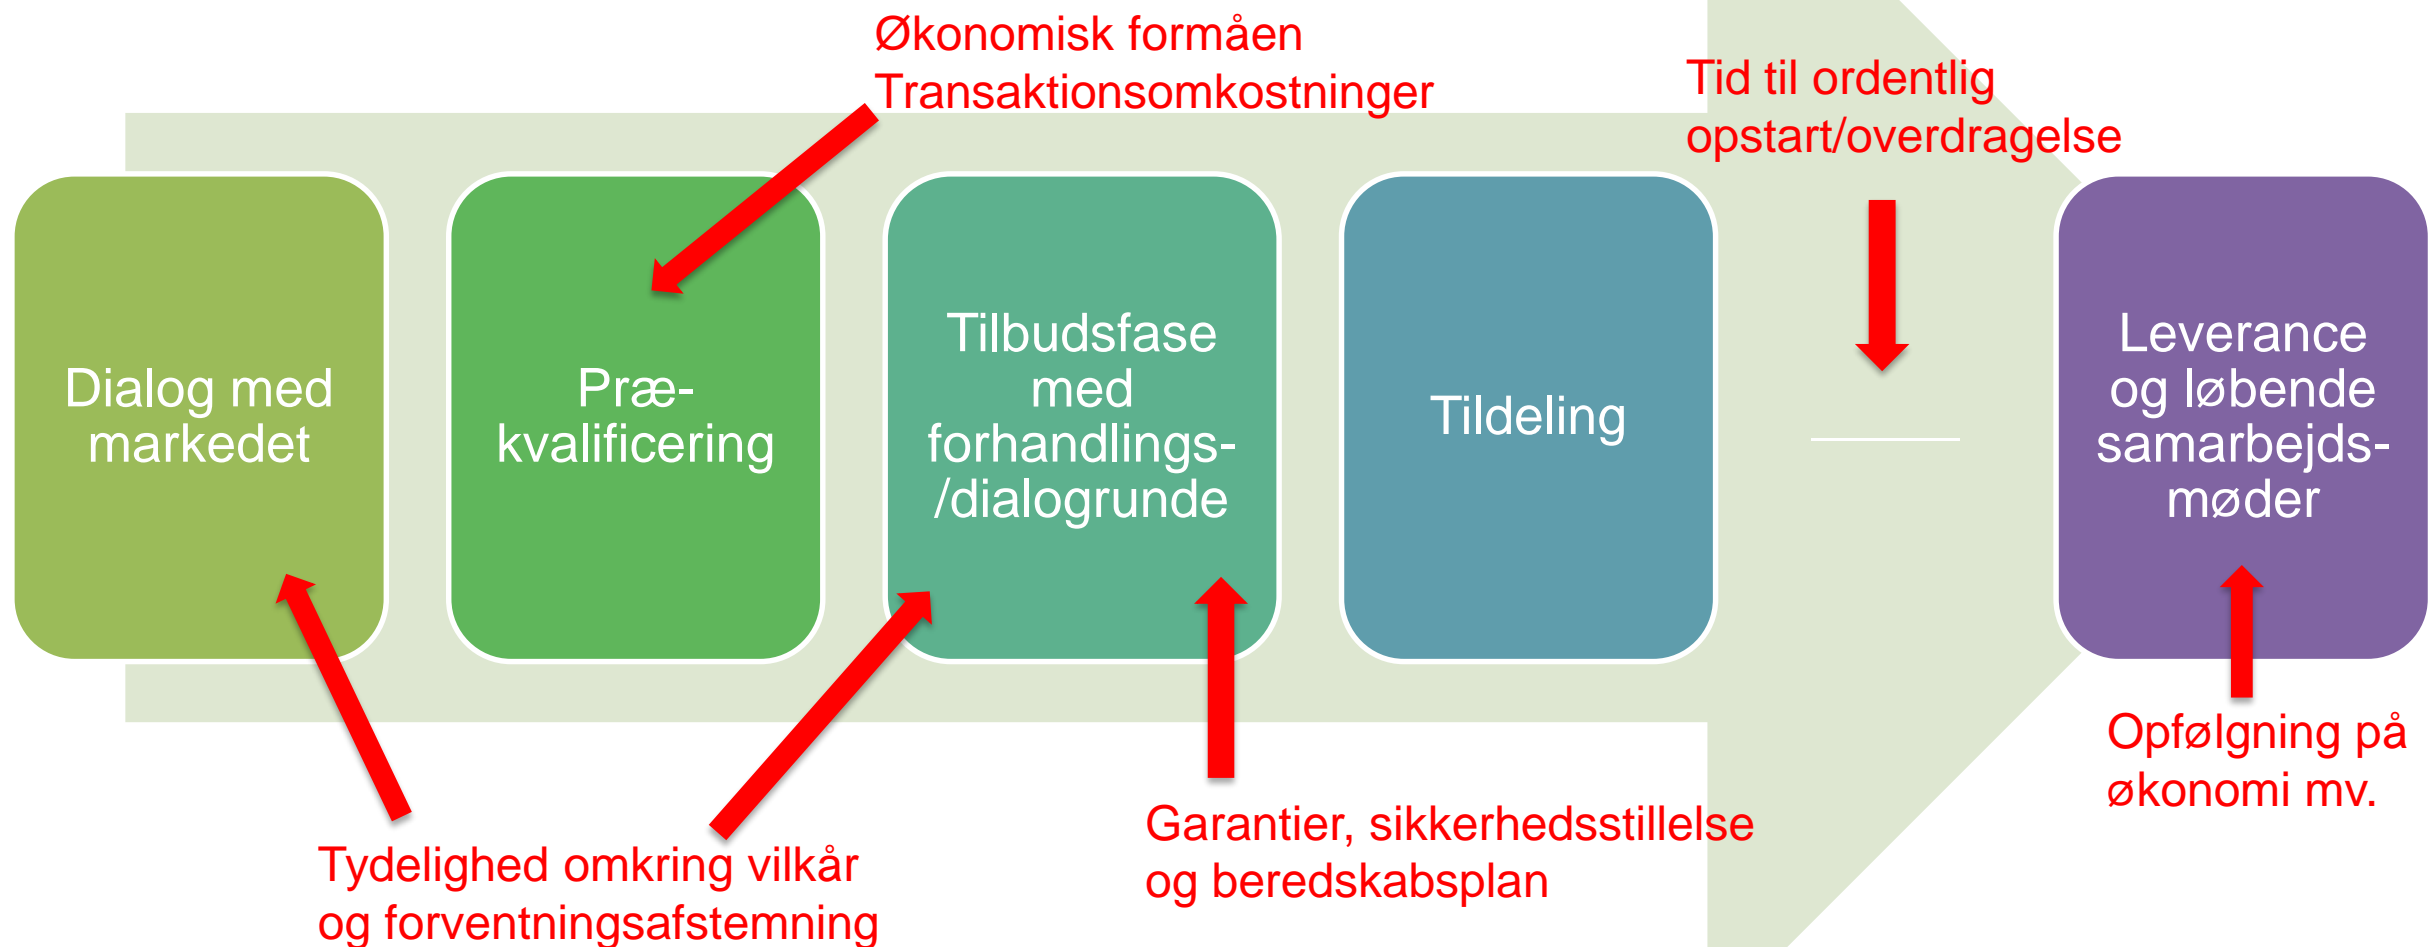 Økonomisk formåen
Transaktionsomkostninger
Tid til ordentlig
opstart/overdragelse
Dialog med
markedet
Præ-
kvalificering
Tilbudsfase
med
forhandlings-
/dialogrunde
Tildeling
Leverance
og løbende
samarbejds-
møder
Tydelighed omkring vilkår
og forventningsafstemning
Garantier, sikkerhedsstillelse
og beredskabsplan
Opfølgning på
økonomi mv.